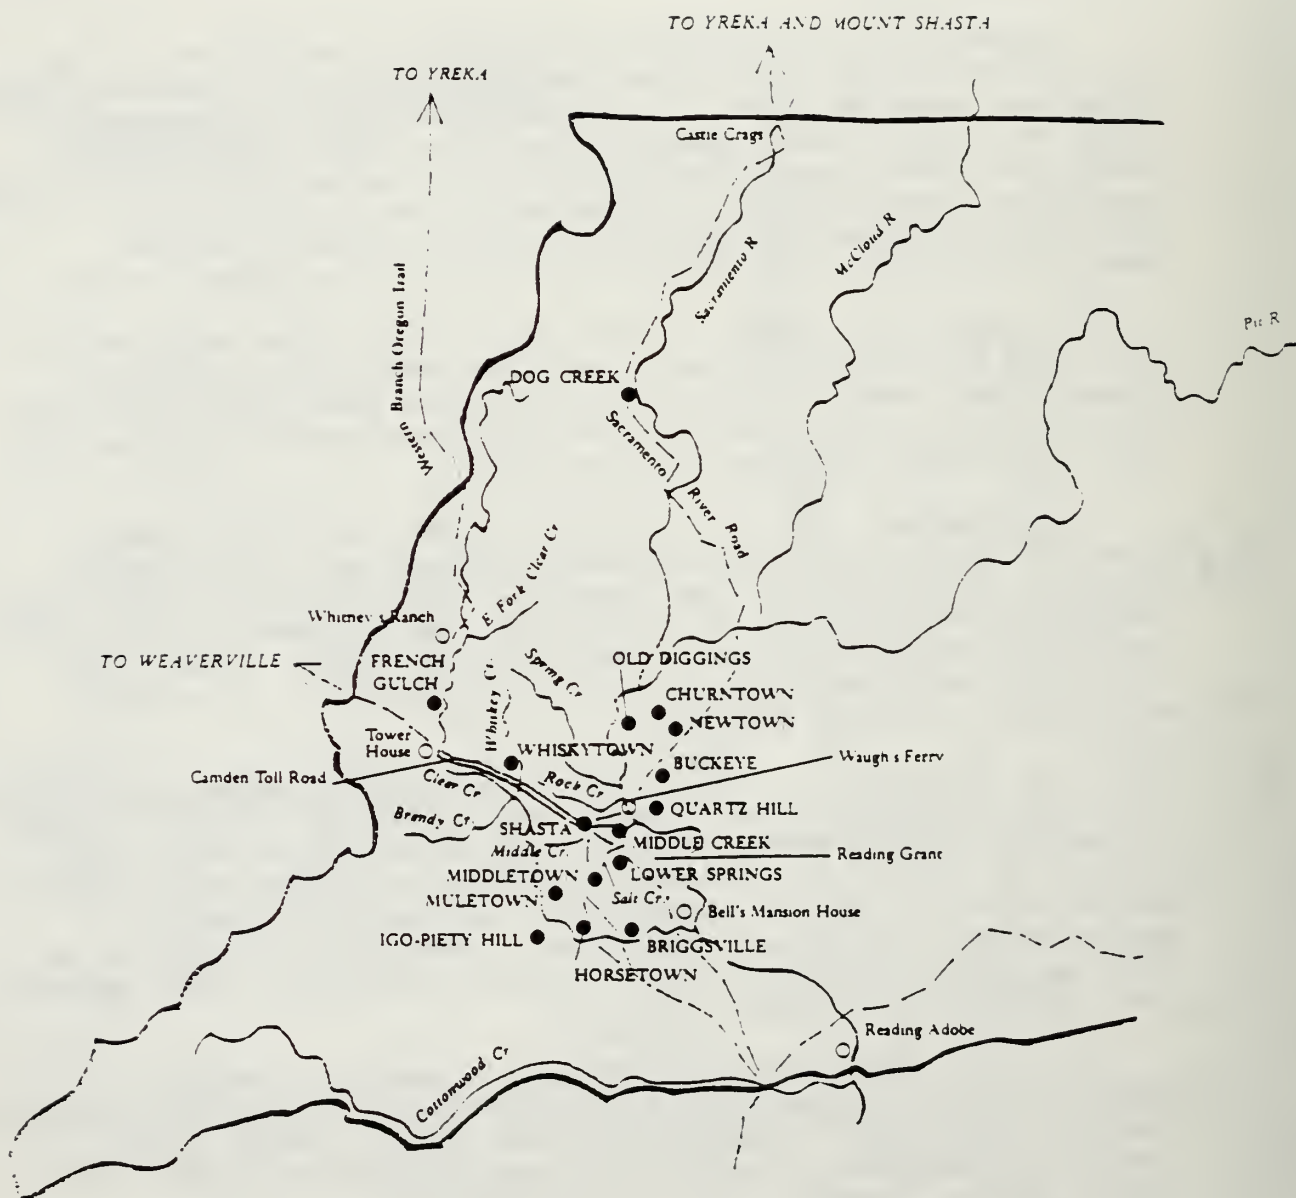 TO YREKA AND MOUNT SHASTA
TO YREKA
Castle Crags
McCloud R
Sacramento R
Western Branch Oregon Trail
Pit R
DOG CREEK
Sacramento River Road
E Fork Clear Cr
Whitney's Ranch
TO WEAVERVILLE
FRENCH
GULCH
Whiskey Cr.
Spring Cr
OLD DIGGINGS
CHURNTOWN
NEWTOWN
Tower
House
WHISKYTOWN
BUCKEYE
Waugh's Ferry
Camden Toll Road
Clear Cr
Rock Cr
QUARTZ HILL
Brandy Cr.
SHASTA
MIDDLE CREEK
Middle Cr.
Reading Grant
MIDDLETOWN
LOWER SPRINGS
MULETOWN
Salt Cr.
Bell's Mansion House
IGO-PIETY HILL
BRIGGSVILLE
HORSETOWN
Reading Adobe
Cottonwood Cr